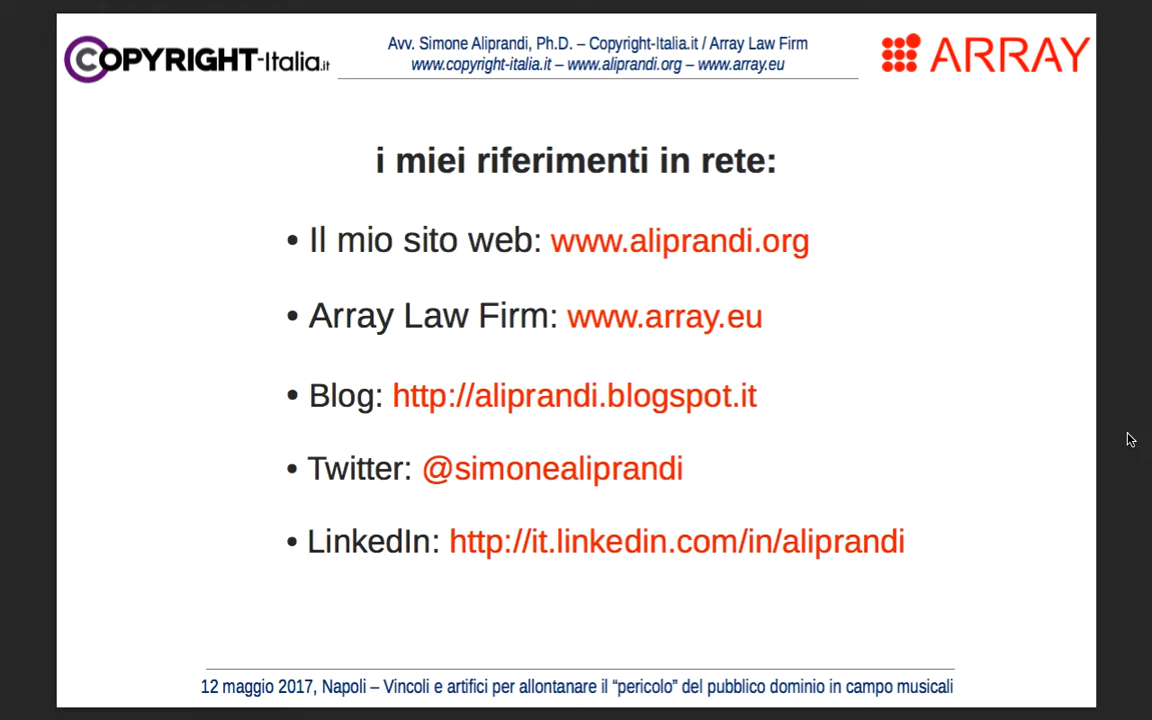 COPYRIGHT-Italia.it
Avv. Simone Aliprandi, Ph.D. – Copyright-Italia.it / Array Law Firm
www.copyright-italia.it – www.aliprandi.org – www.array.eu
ARRAY
i miei riferimenti in rete:
• Il mio sito web: www.aliprandi.org
• Array Law Firm: www.array.eu
• Blog: http://aliprandi.blogspot.it
• Twitter: @simonealiprandi
• LinkedIn: http://it.linkedin.com/in/aliprandi
12 maggio 2017, Napoli – Vincoli e artifici per allontanare il “pericolo” del pubblico dominio in campo musicali